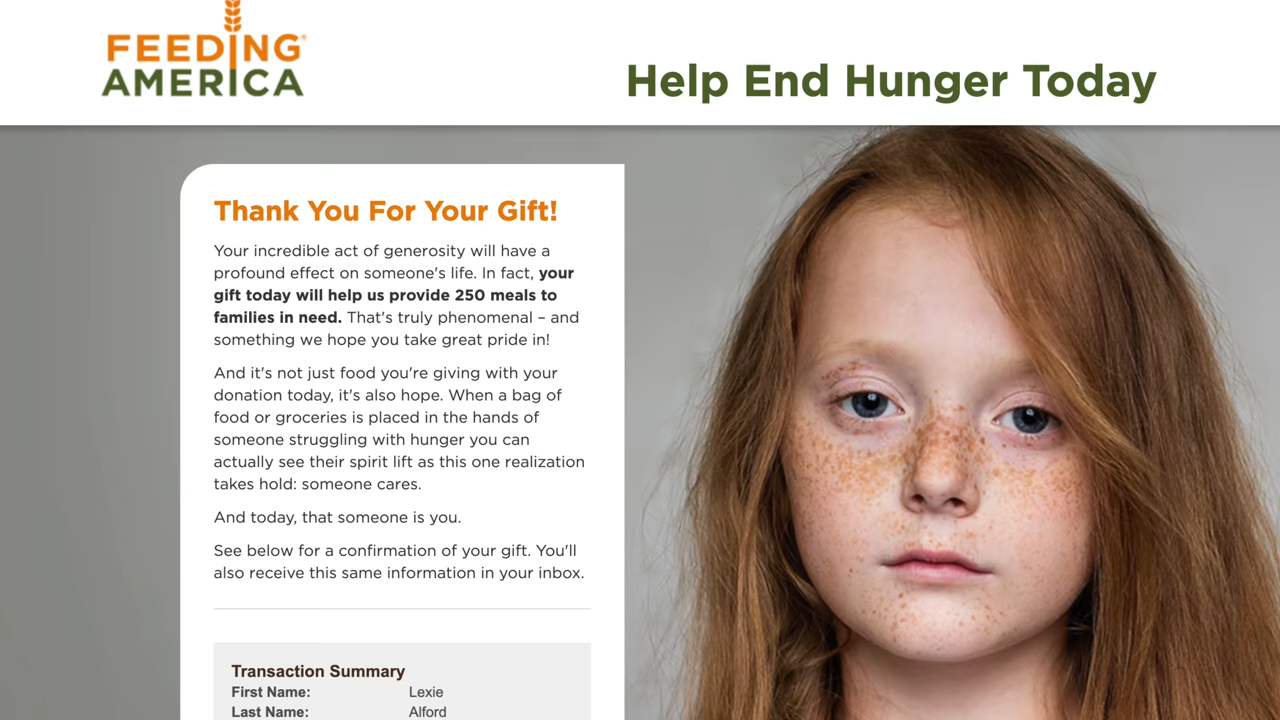 FEEDING®
AMERICA
Help End Hunger Today
Thank You For Your Gift!
Your incredible act of generosity will have a
profound effect on someone's life. In fact, your
gift today will help us provide 250 meals to
families in need. That's truly phenomenal – and
something we hope you take great pride in!
And it's not just food you're giving with your
donation today, it's also hope. When a bag of
food or groceries is placed in the hands of
someone struggling with hunger you can
actually see their spirit lift as this one realization
takes hold: someone cares.
And today, that someone is you.
See below for a confirmation of your gift. You'll
also receive this same information in your inbox.
Transaction Summary
First Name: Lexie
Last Name: Alford